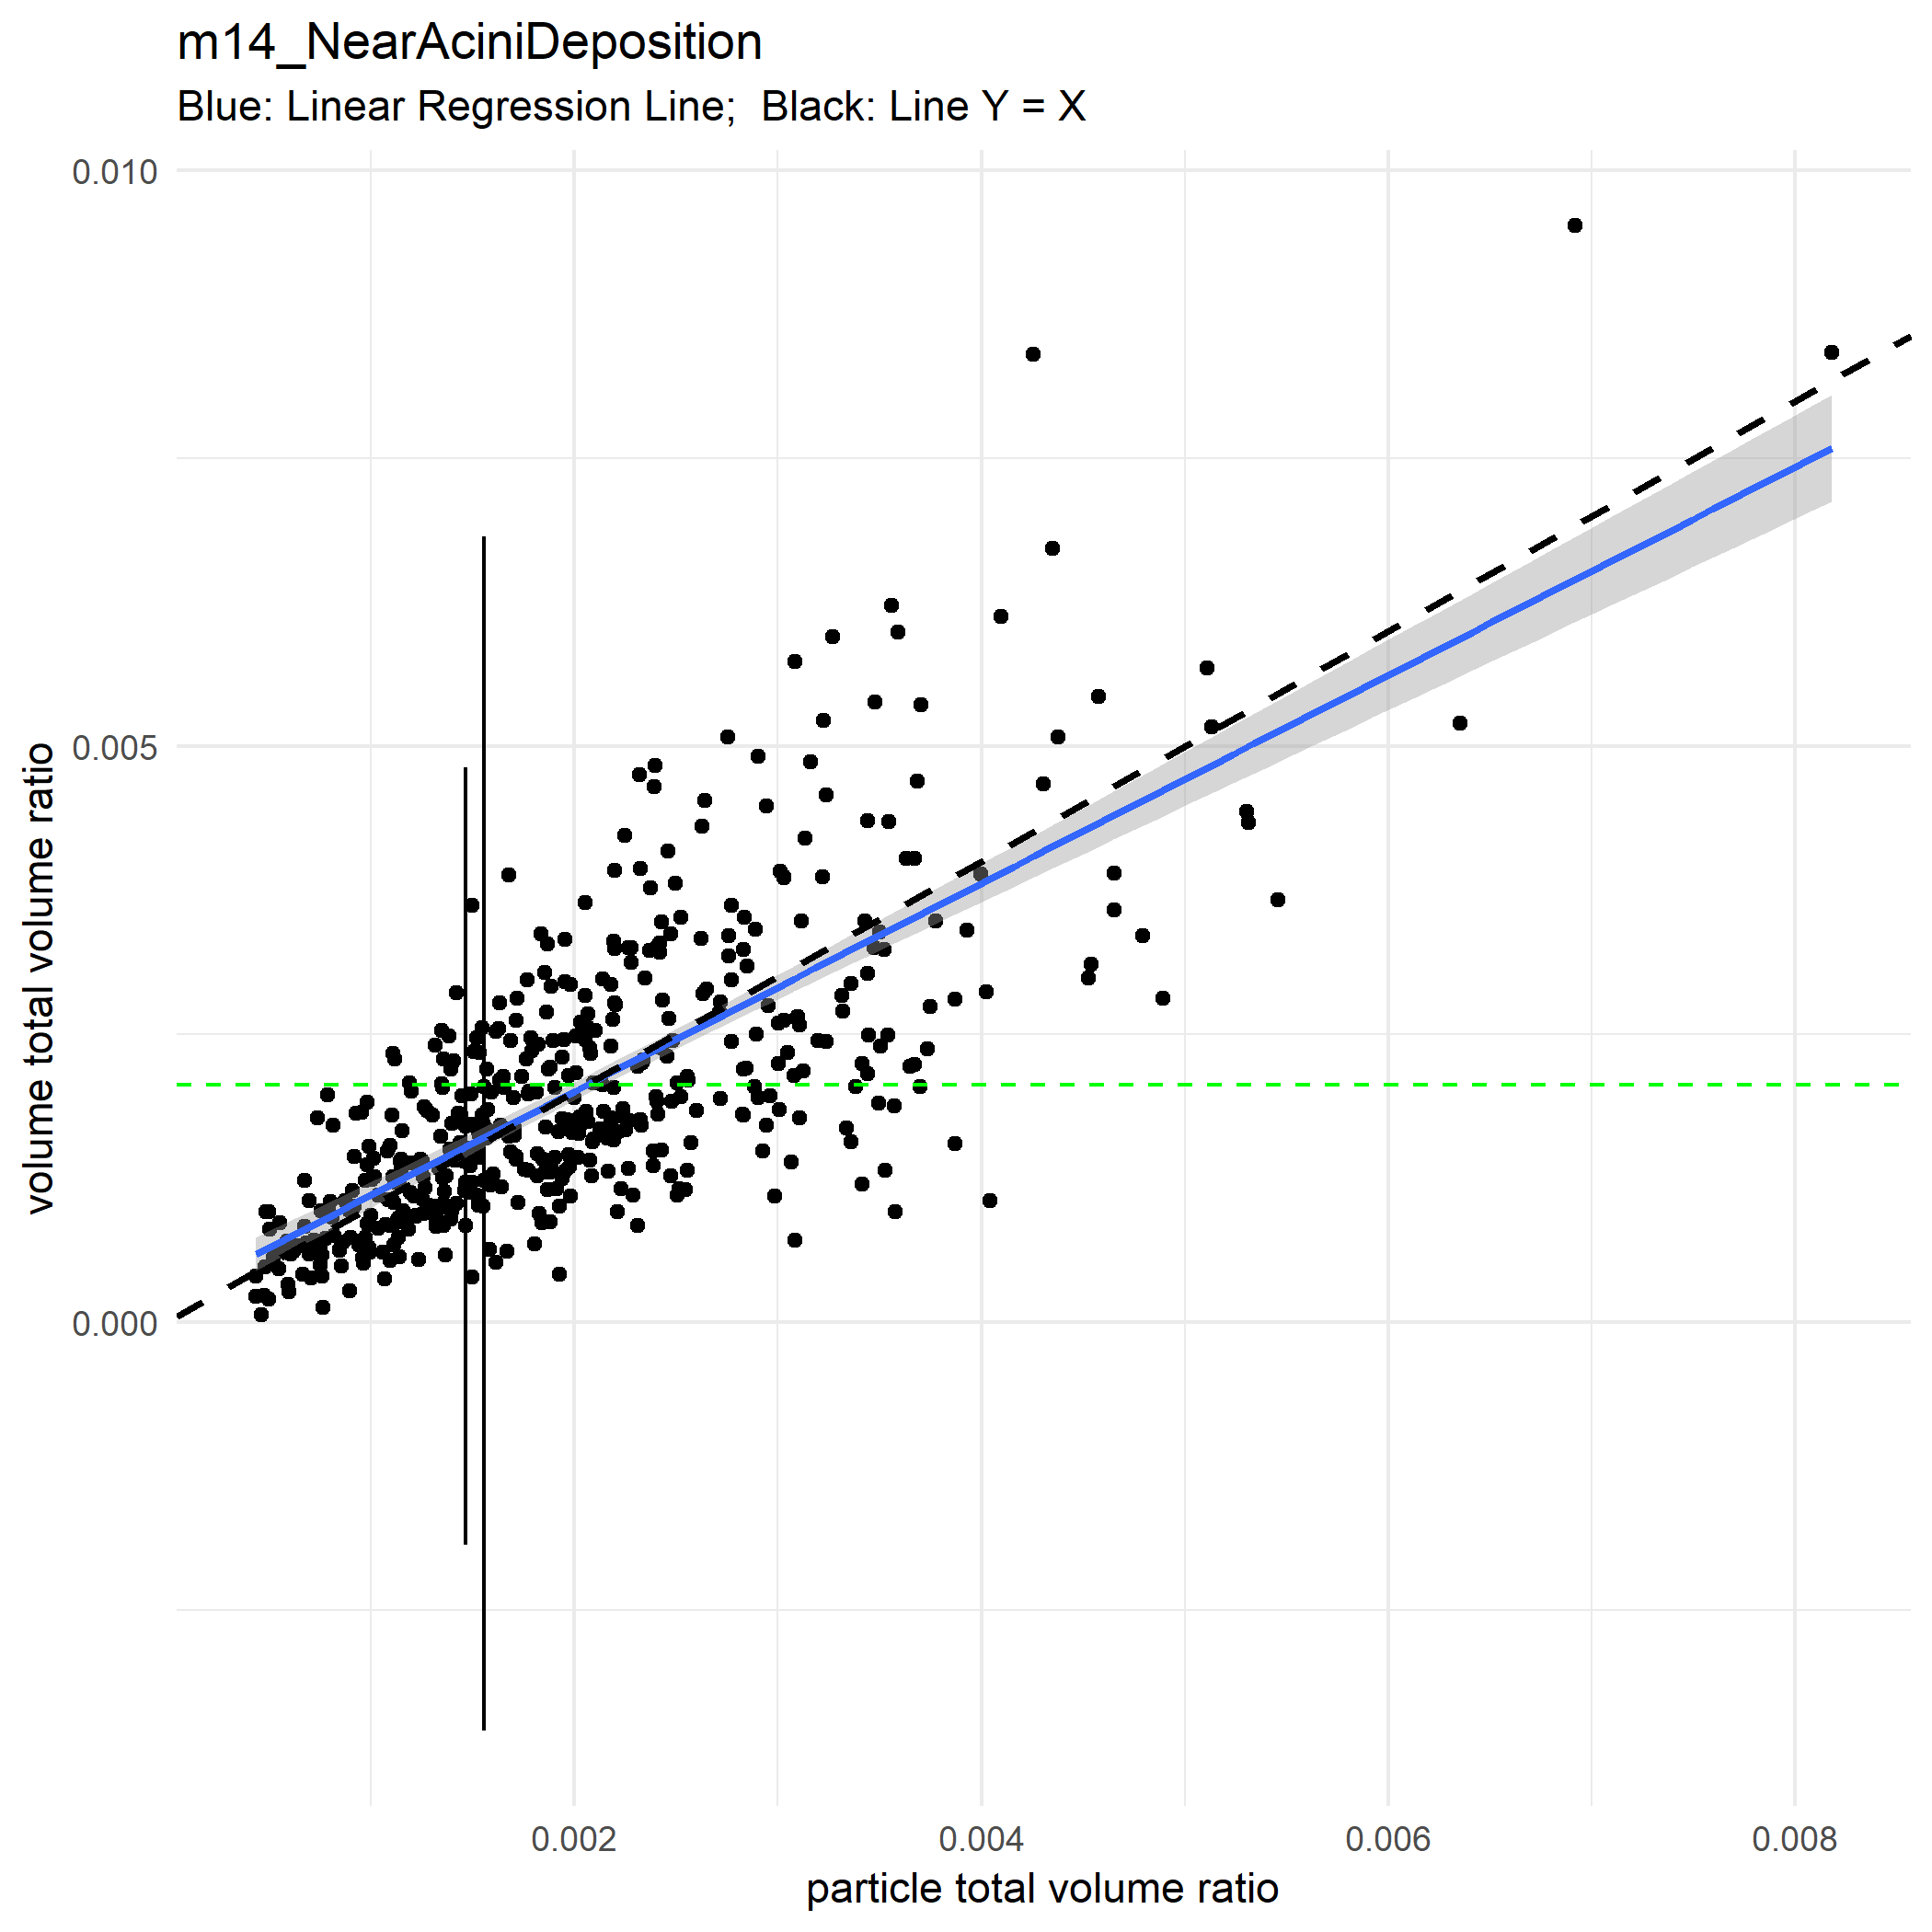 m14_NearAciniDeposition
Blue: Linear Regression Line;  Black: Line Y = X
0.010
0.005
0.000
volume total volume ratio
0.002
0.004
0.006
0.008
particle total volume ratio